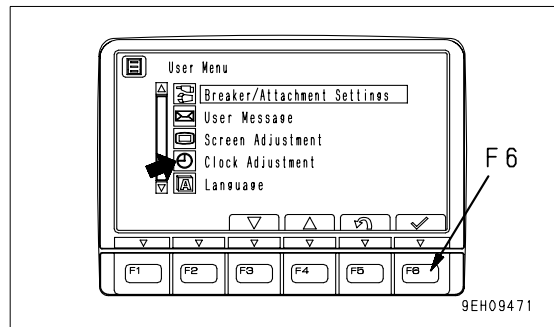 User Menu
Breaker/Attachment Settings
User Message
Screen Adjustment
Clock Adjustment
A Language
F6
F1 F2 F3 F4 F5 F6
9EH09471